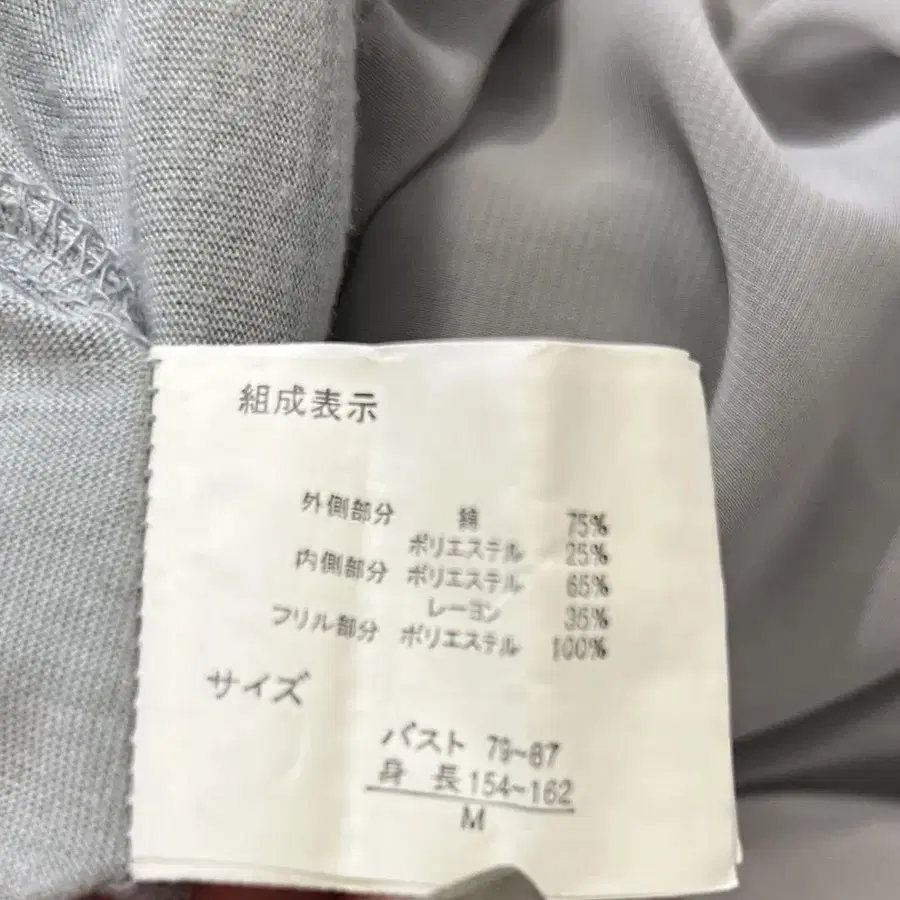 組成表示
外側部分 綿 75%
ポリエステル 25%
内側部分 ポリエステル 65%
レーヨン 35%
フリル部分 ポリエステル 100%
サイズ
バスト 79-87
身長 154-162
M